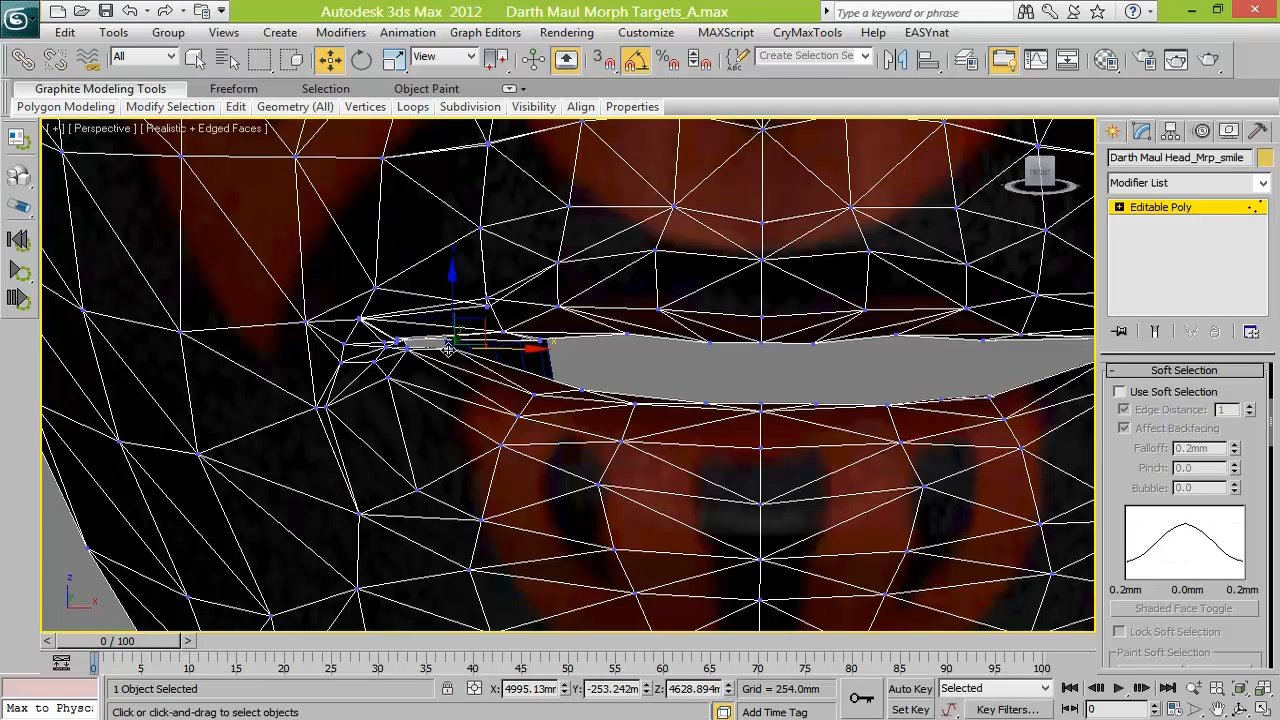 Autodesk 3ds Max 2012 Darth Maul Morph Targets_A.max
Type a keyword or phrase
Edit Tools Group Views Create Modifiers Animation Graph Editors Rendering Customize MAXScript CryMaxTools Help EASYnat
All View Create Selection Se
3
Graphite Modeling Tools Freeform Selection Object Paint
Polygon Modeling Modify Selection Edit Geometry (All) Vertices Loops Subdivision Visibility Align Properties
[ + ] [ Perspective ] [ Realistic + Edged Faces ]
FRONT
x
z
x
Darth Maul Head_Mrp_smile
Modifier List
Editable Poly
- Soft Selection
Use Soft Selection
Edge Distance: 1
Affect Backfacing
Falloff: 0.2mm
Pinch: 0.0
Bubble: 0.0
0.2mm 0.0mm 0.2mm
Shaded Face Toggle
Lock Soft Selection
Paint Soft Selection
< 0 / 100 >
0 5 10 15 20 25 30 35 40 45 50 55 60 65 70 75 80 85 90 95 100
1 Object Selected X: 4995.13mm Y: -253.242m Z: 4628.894m Grid = 254.0mm Auto Key Selected
Max to Physc Click or click-and-drag to select objects Add Time Tag Set Key Key Filters... 0